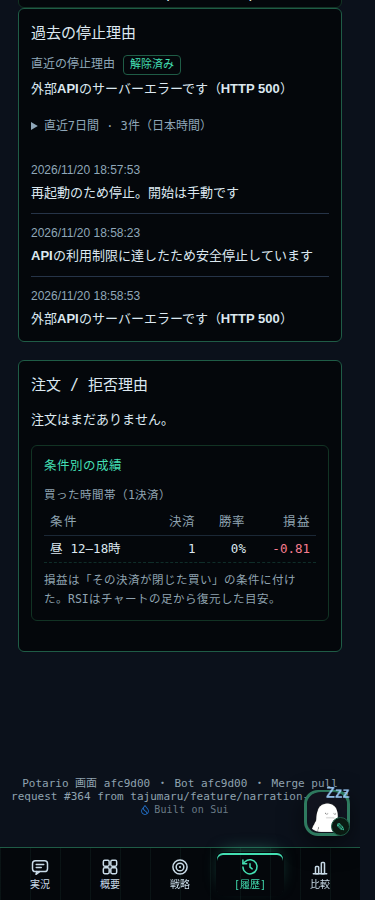 過去の停止理由
直近の停止理由 解除済み
外部APIのサーバーエラーです（HTTP 500）
▶ 直近7日間 · 3件（日本時間）
2026/11/20 18:57:53
再起動のため停止。開始は手動です
2026/11/20 18:58:23
APIの利用制限に達したため安全停止しています
2026/11/20 18:58:53
外部APIのサーバーエラーです（HTTP 500）
注文 / 拒否理由
注文はまだありません。
条件別の成績
買った時間帯（1決済）
条件 決済 勝率 損益
昼 12–18時 1 0% -0.81
損益は「その決済が閉じた買い」の条件に付け
た。RSIはチャートの足から復元した目安。
Potario 画面 afc9d00 ・ Bot afc9d00 ・ Merge pull
request #364 from tajumaru/feature/narration-
Built on Sui
Zzz
実況 概要 戦略 [履歴] 比較